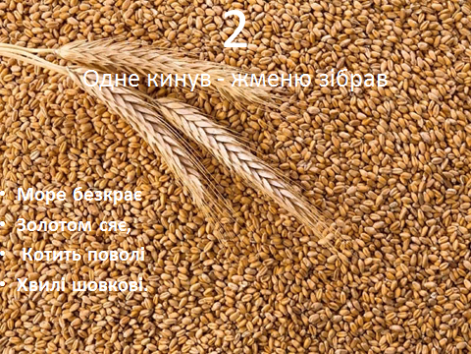 2
Одне кинув - жменю зібрав
• Море безкрає
• Золотом сяє,
• Котить поволі
• Хвилі шовкові.